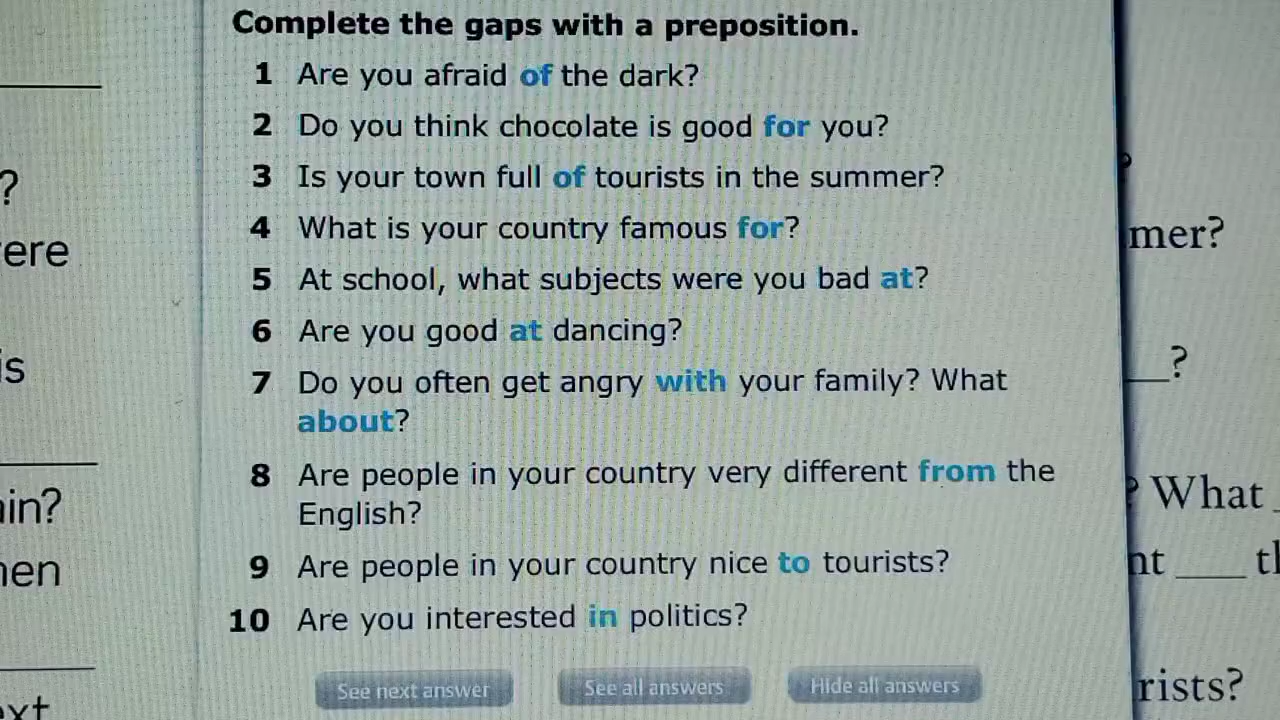 Complete the gaps with a preposition.
1 Are you afraid of the dark?
2 Do you think chocolate is good for you?
3 Is your town full of tourists in the summer?
4 What is your country famous for?
5 At school, what subjects were you bad at?
6 Are you good at dancing?
7 Do you often get angry with your family? What
about?
8 Are people in your country very different from the
English?
9 Are people in your country nice to tourists?
10 Are you interested in politics?
See next answer See all answers Hide all answers
?
ere
is
in?
en
ext
?
mer?
___?
? What _
nt ____ t
rists?